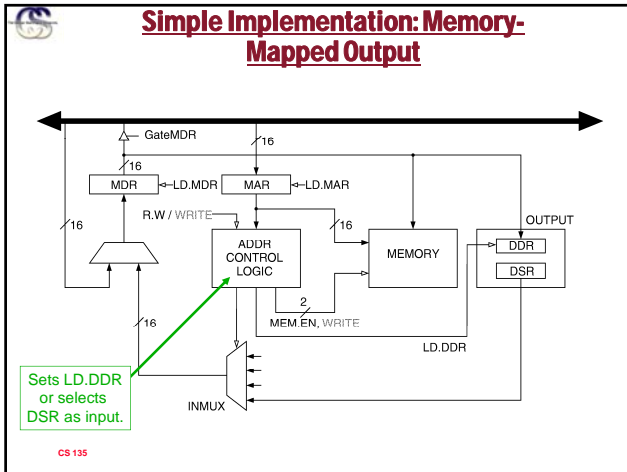 Simple Implementation: Memory-
Mapped Output
GateMDR
16
16
MDR
LD.MDR
MAR
LD.MAR
16
R.W / WRITE
16
OUTPUT
ADDR
CONTROL
LOGIC
MEMORY
DDR
DSR
2
MEM.EN, WRITE
16
LD.DDR
Sets LD.DDR
or selects
DSR as input.
INMUX
CS 135